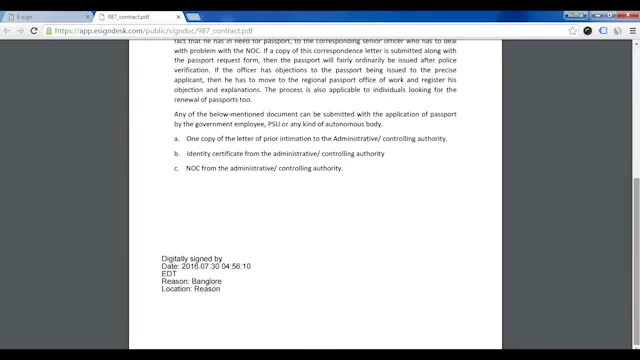 E-sign
987_contract.pdf
Normal
https://app.esigndesk.com/public/signdoc/987_contract.pdf
fact that he has in need for passport, to the corresponding senior officer who has to deal
with problem with the NOC. If a copy of this correspondence letter is submitted along with
the passport request form, then the passport will fairly ordinarily be issued after police
verification. If the officer has objections to the passport being issued to the precise
applicant, then he has to move to the regional passport office of work and register his
objection and explanations. The process is also applicable to individuals looking for the
renewal of passports too.
Any of the below-mentioned document can be submitted with the application of passport
by the government employee, PSU or any kind of autonomous body.
a. One copy of the letter of prior intimation to the Administrative/ controlling authority.
b. Identity certificate from the administrative/ controlling authority
c. NOC from the administrative/ controlling authority.
Digitally signed by
Date: 2016.07.30 04:56:10
EDT
Reason: Banglore
Location: Reason